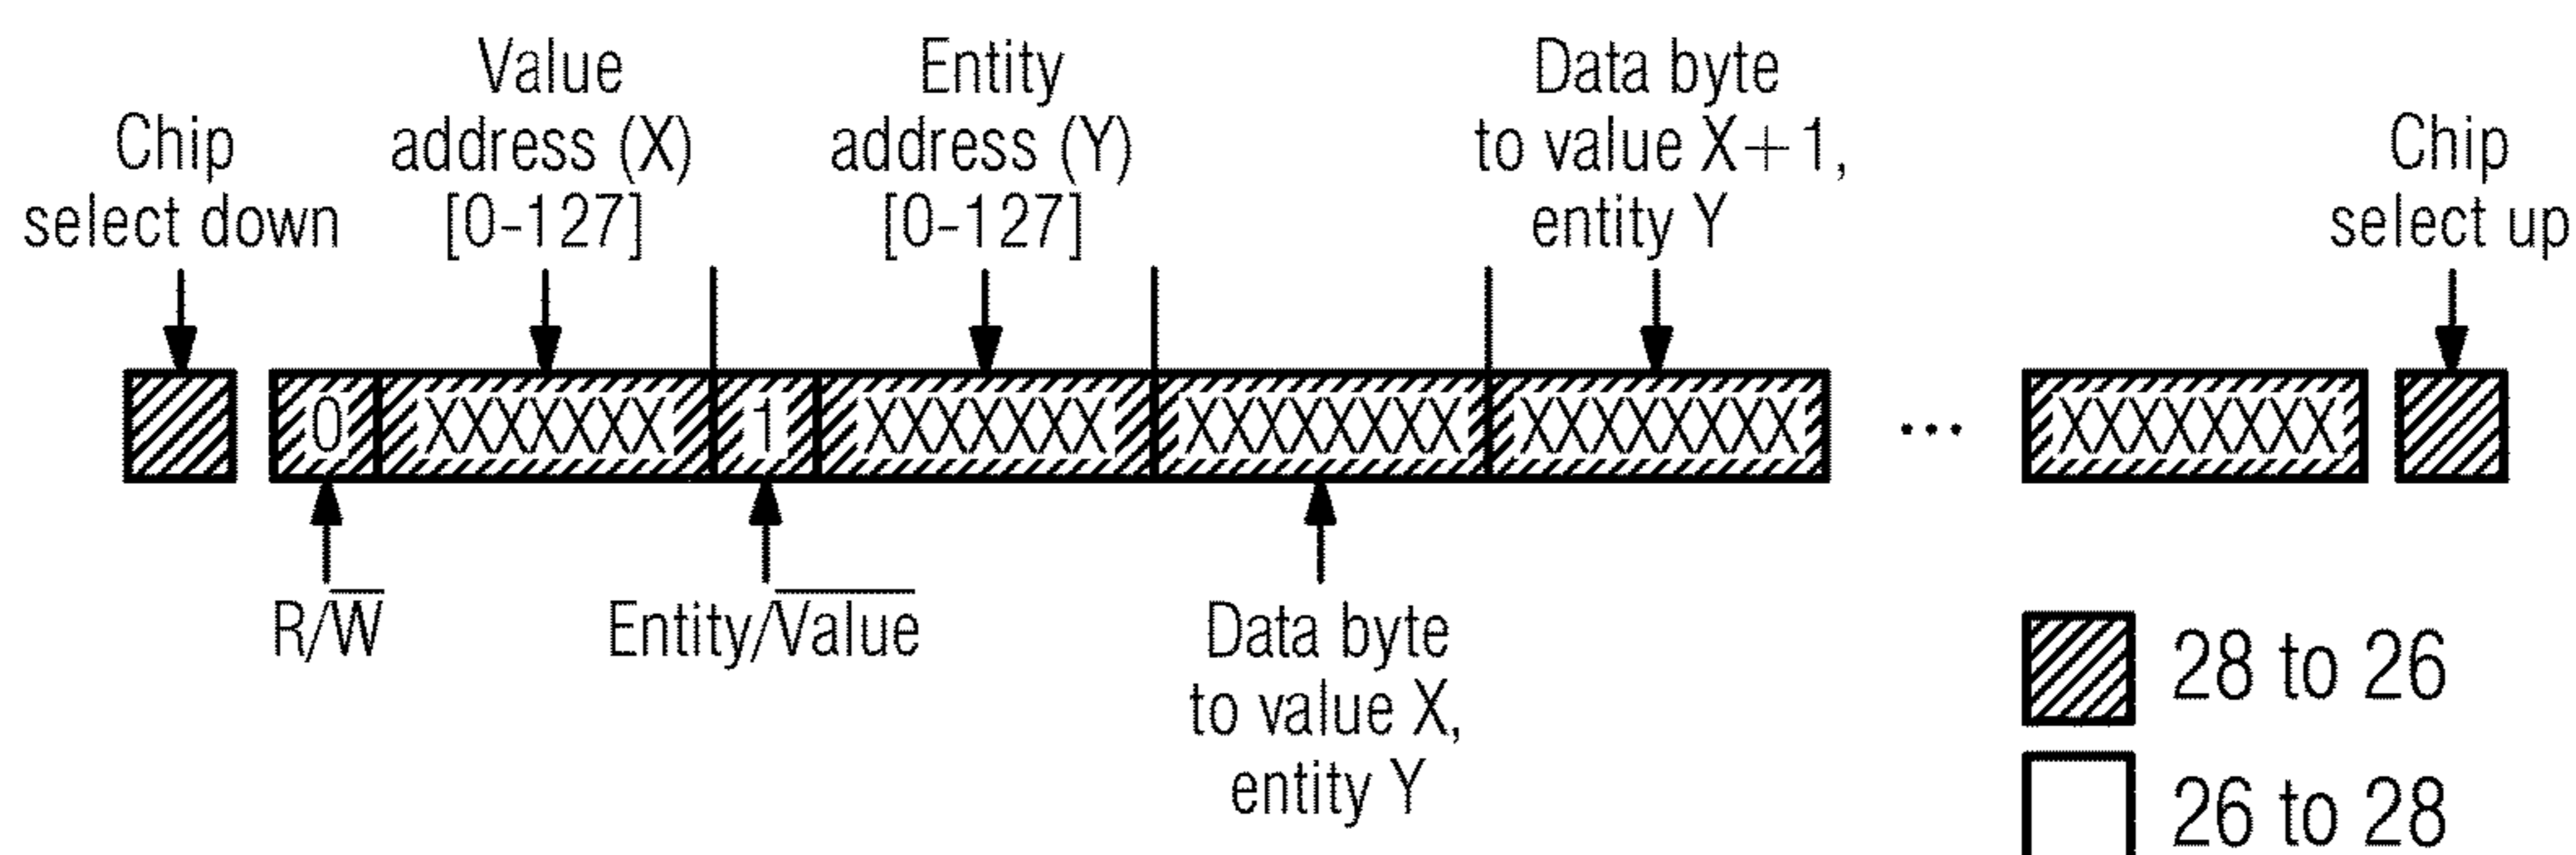 Chip
select down
Value
address (X)
[0-127]
Entity
address (Y)
[0-127]
Data byte
to value X+1,
entity Y
Chip
select up
0 XXXXXXX 1 XXXXXXX XXXXXXXX XXXXXXXX ... XXXXXXXX
R/W̅
Entity/V̅a̅l̅u̅e̅
Data byte
to value X,
entity Y
28 to 26
26 to 28